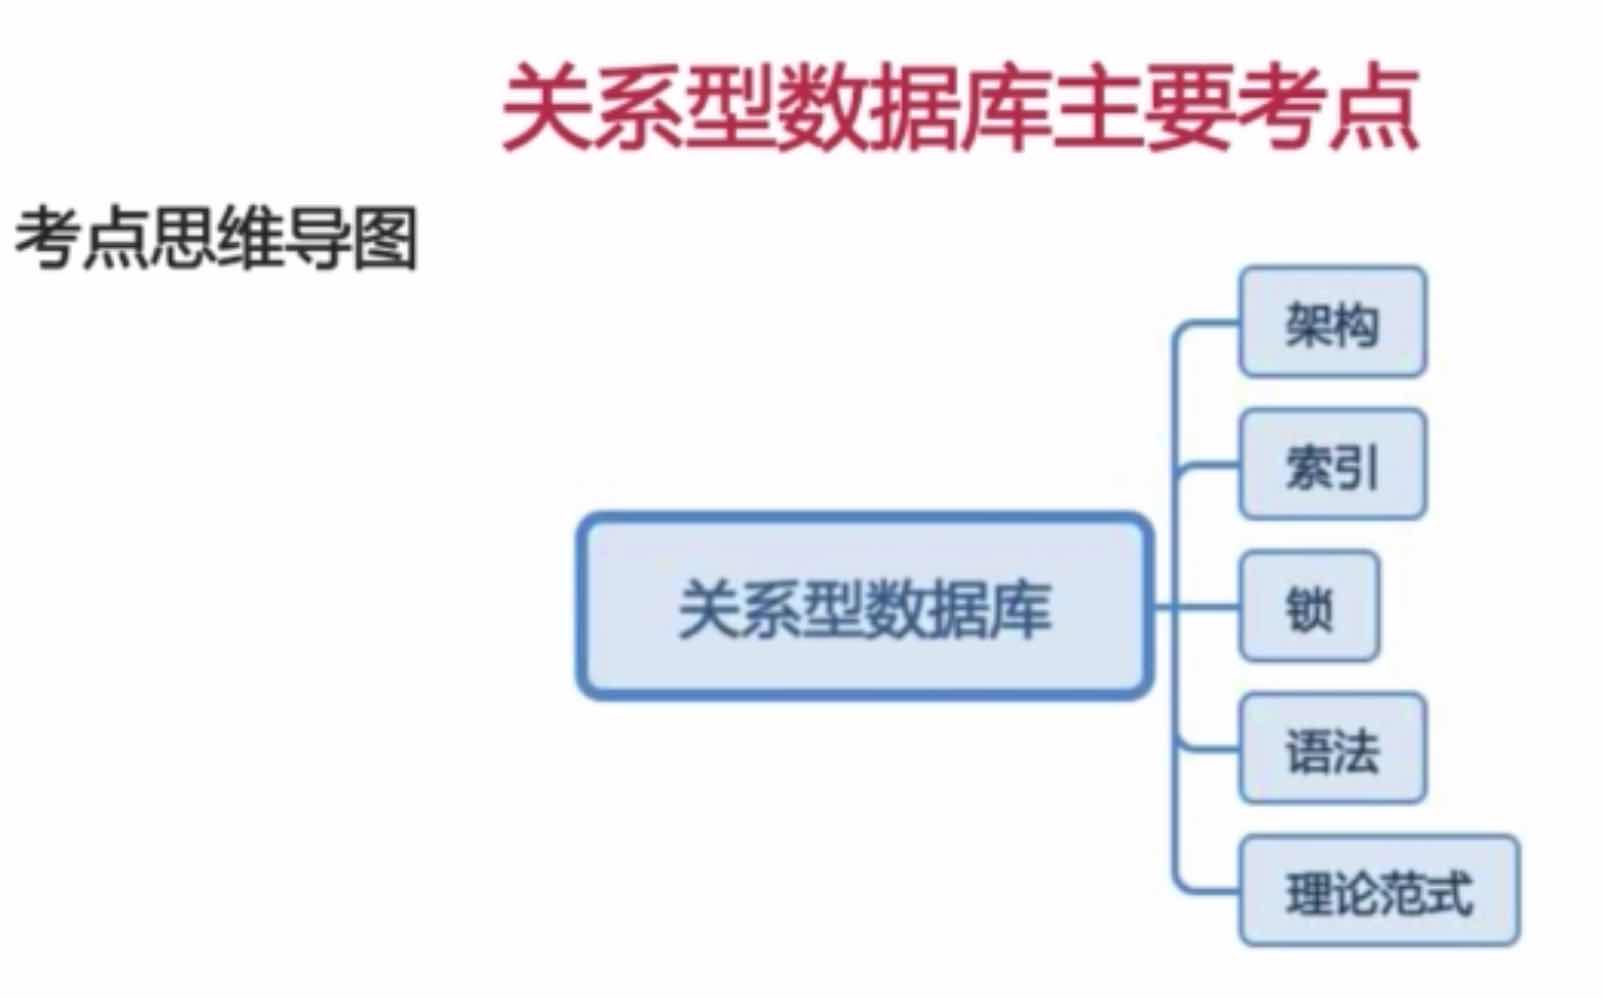 关系型数据库主要考点
考点思维导图
架构
索引
关系型数据库
锁
语法
理论范式